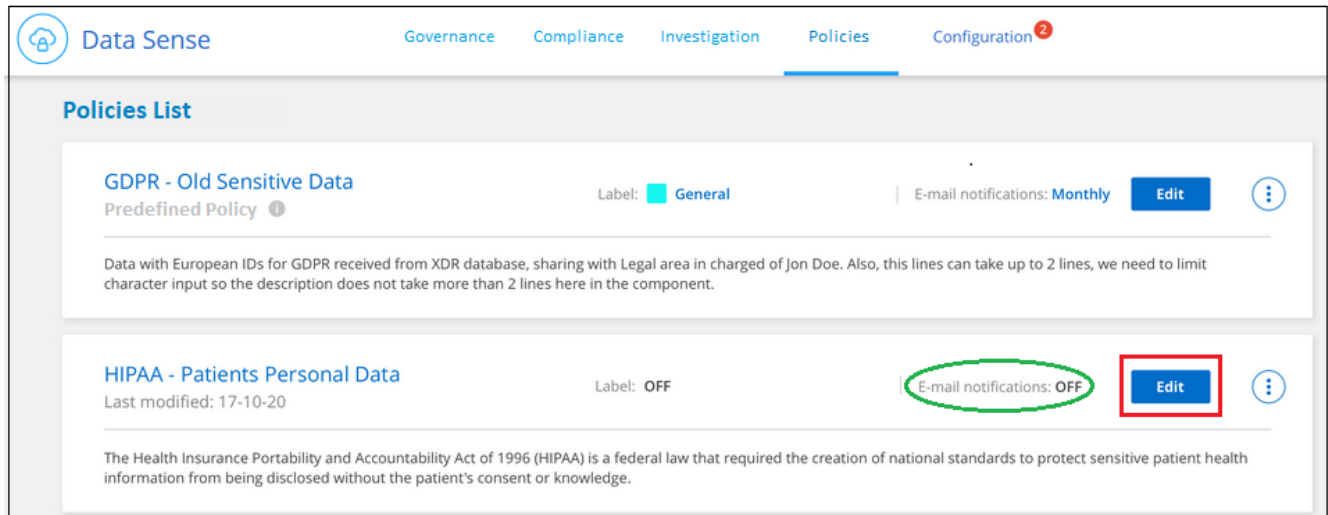 Data Sense Governance Compliance Investigation Policies Configuration 2
Policies List
GDPR - Old Sensitive Data
Label: General E-mail notifications: Monthly Edit
Predefined Policy i
Data with European IDs for GDPR received from XDR database, sharing with Legal area in charged of Jon Doe. Also, this lines can take up to 2 lines, we need to limit
character input so the description does not take more than 2 lines here in the component.
HIPAA - Patients Personal Data
Label: OFF E-mail notifications: OFF Edit
Last modified: 17-10-20
The Health Insurance Portability and Accountability Act of 1996 (HIPAA) is a federal law that required the creation of national standards to protect sensitive patient health
information from being disclosed without the patient's consent or knowledge.